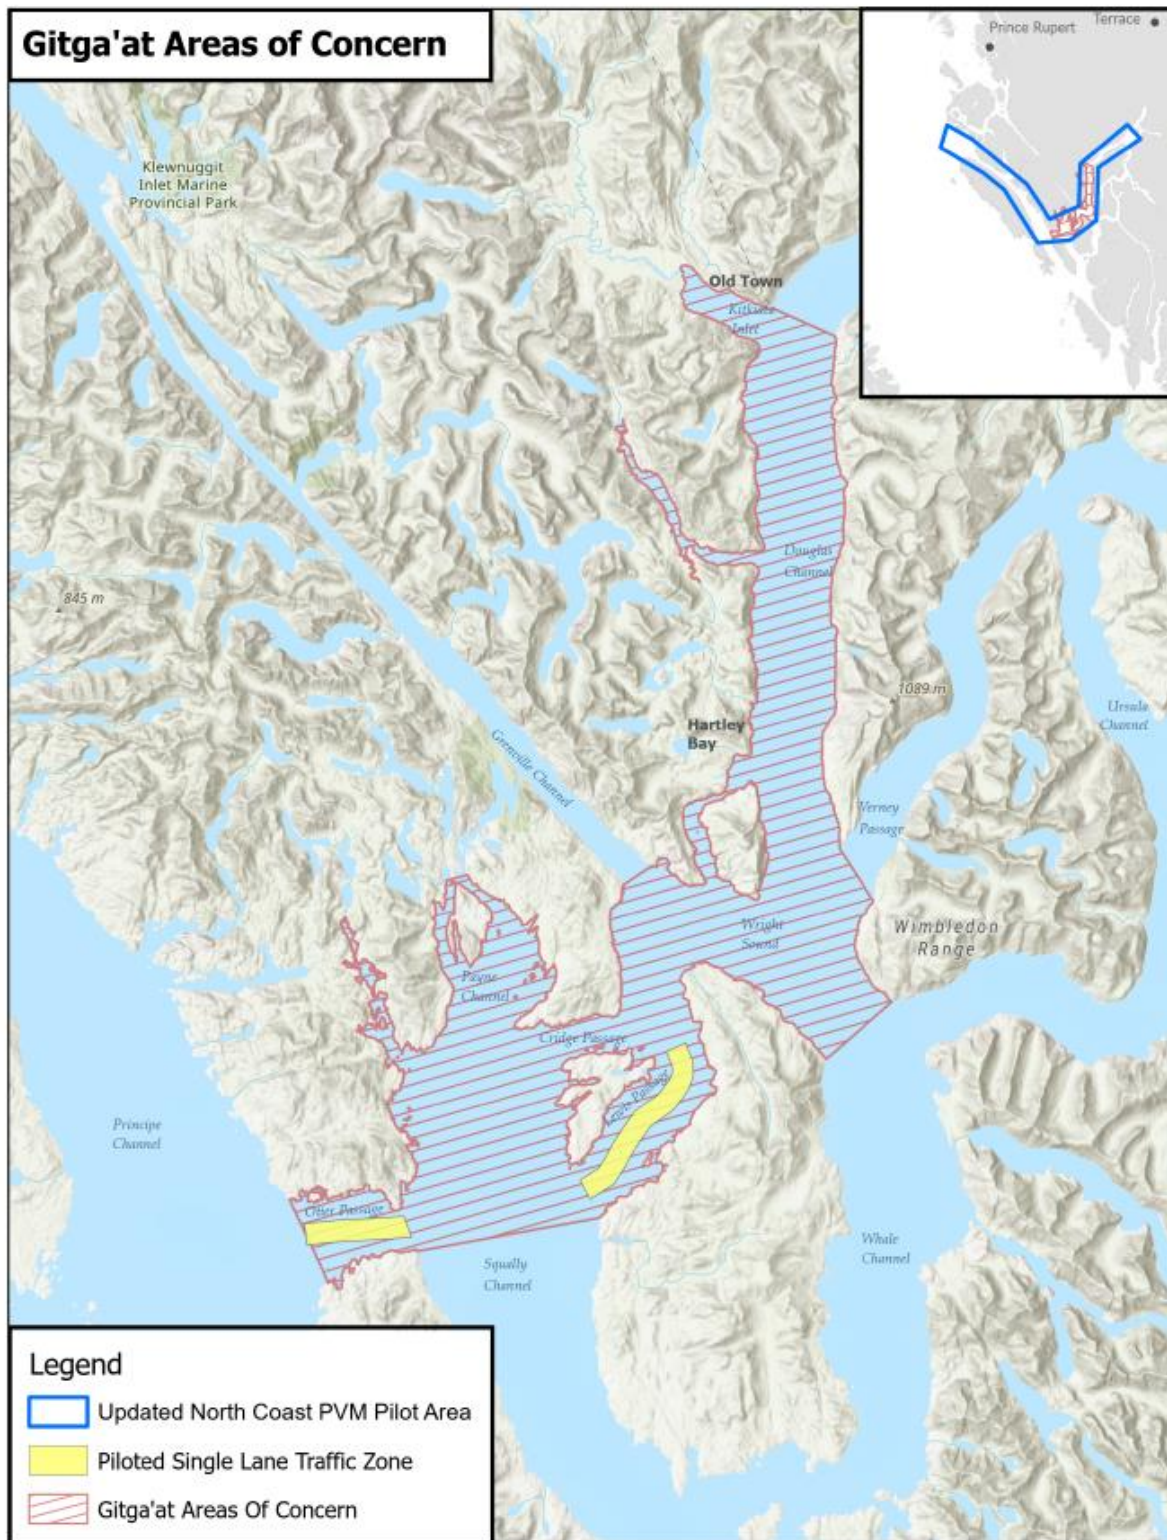 Gitga'at Areas of Concern
Prince Rupert
Terrace
Klewnuggit
Inlet Marine
Provincial Park
Old Town
Kitkiata
Inlet
Douglas
Channel
845 m
1089 m
Ursula
Channel
Hartley
Bay
Grenville Channel
Verney
Passage
Wright
Sound
Wimbledon
Range
Payne
Channel
Cridge Passage
Lewis Passage
Principe
Channel
Otter Passage
Squally
Channel
Whale
Channel
Legend
Updated North Coast PVM Pilot Area
Piloted Single Lane Traffic Zone
Gitga'at Areas Of Concern